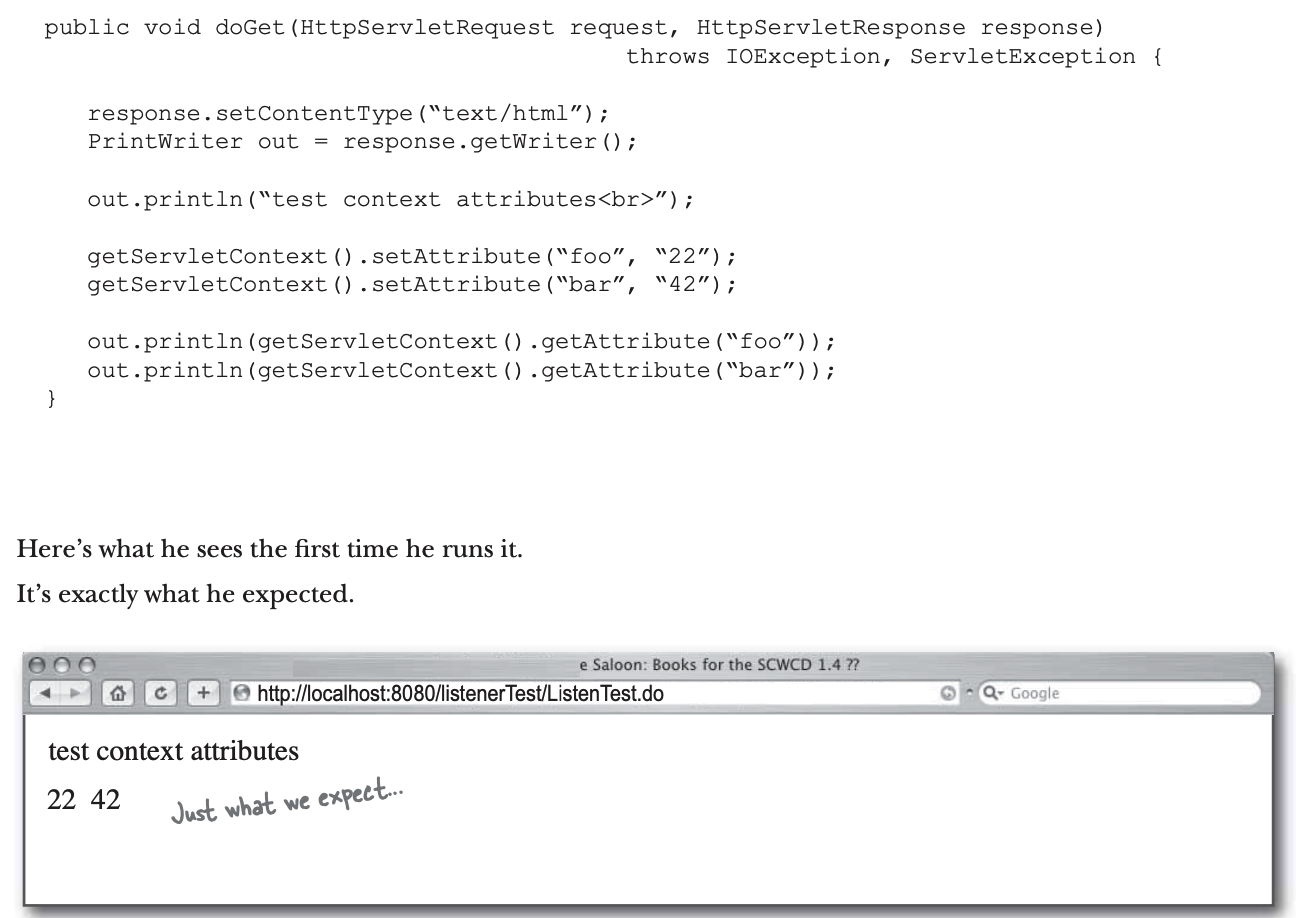 public void doGet(HttpServletRequest request, HttpServletResponse response)
throws IOException, ServletException {
response.setContentType(“text/html”);
PrintWriter out = response.getWriter();
out.println(“test context attributes<br>”);
getServletContext().setAttribute(“foo”, “22”);
getServletContext().setAttribute(“bar”, “42”);
out.println(getServletContext().getAttribute(“foo”));
out.println(getServletContext().getAttribute(“bar”));
}
Here’s what he sees the first time he runs it.
It’s exactly what he expected.
e Saloon: Books for the SCWCD 1.4 ??
http://localhost:8080/listenerTest/ListenTest.do Google
test context attributes
22 42 Just what we expect...